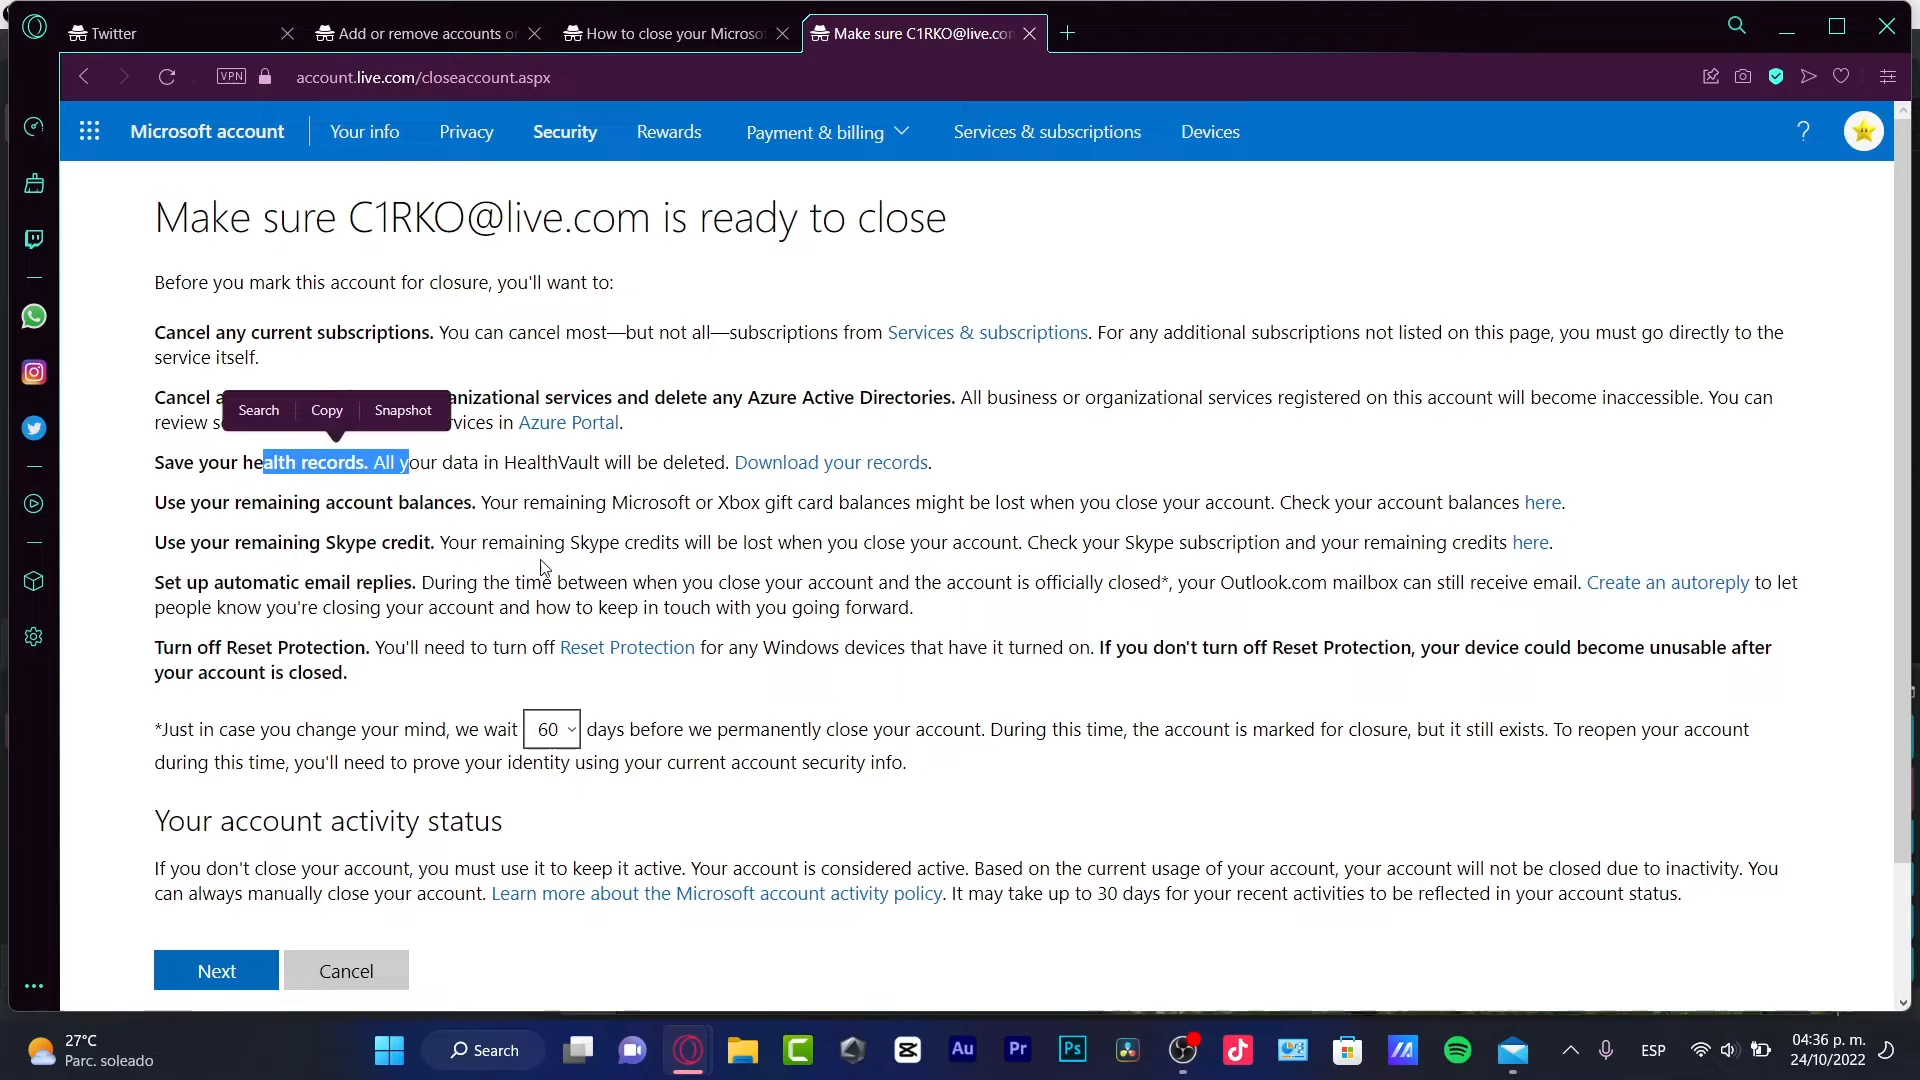 Twitter
Add or remove accounts o
How to close your Microso
Make sure C1RKO@live.co
VPN
account.live.com/closeaccount.aspx
Microsoft account
Your info
Privacy
Security
Rewards
Payment & billing
Services & subscriptions
Devices
?
Make sure C1RKO@live.com is ready to close
Before you mark this account for closure, you'll want to:
Cancel any current subscriptions. You can cancel most—but not all—subscriptions from Services & subscriptions. For any additional subscriptions not listed on this page, you must go directly to the
service itself.
Cancel a anizational services and delete any Azure Active Directories. All business or organizational services registered on this account will become inaccessible. You can
Search
Copy
Snapshot
review s vices in Azure Portal.
Save your health records. All your data in HealthVault will be deleted. Download your records.
Use your remaining account balances. Your remaining Microsoft or Xbox gift card balances might be lost when you close your account. Check your account balances here.
Use your remaining Skype credit. Your remaining Skype credits will be lost when you close your account. Check your Skype subscription and your remaining credits here.
Set up automatic email replies. During the time between when you close your account and the account is officially closed*, your Outlook.com mailbox can still receive email. Create an autoreply to let
people know you're closing your account and how to keep in touch with you going forward.
Turn off Reset Protection. You'll need to turn off Reset Protection for any Windows devices that have it turned on. If you don't turn off Reset Protection, your device could become unusable after
your account is closed.
*Just in case you change your mind, we wait 60 days before we permanently close your account. During this time, the account is marked for closure, but it still exists. To reopen your account
during this time, you'll need to prove your identity using your current account security info.
Your account activity status
If you don't close your account, you must use it to keep it active. Your account is considered active. Based on the current usage of your account, your account will not be closed due to inactivity. You
can always manually close your account. Learn more about the Microsoft account activity policy. It may take up to 30 days for your recent activities to be reflected in your account status.
Next
Cancel
27°C
Parc. soleado
Search
Au
Pr
Ps
ESP
04:36 p. m.
24/10/2022